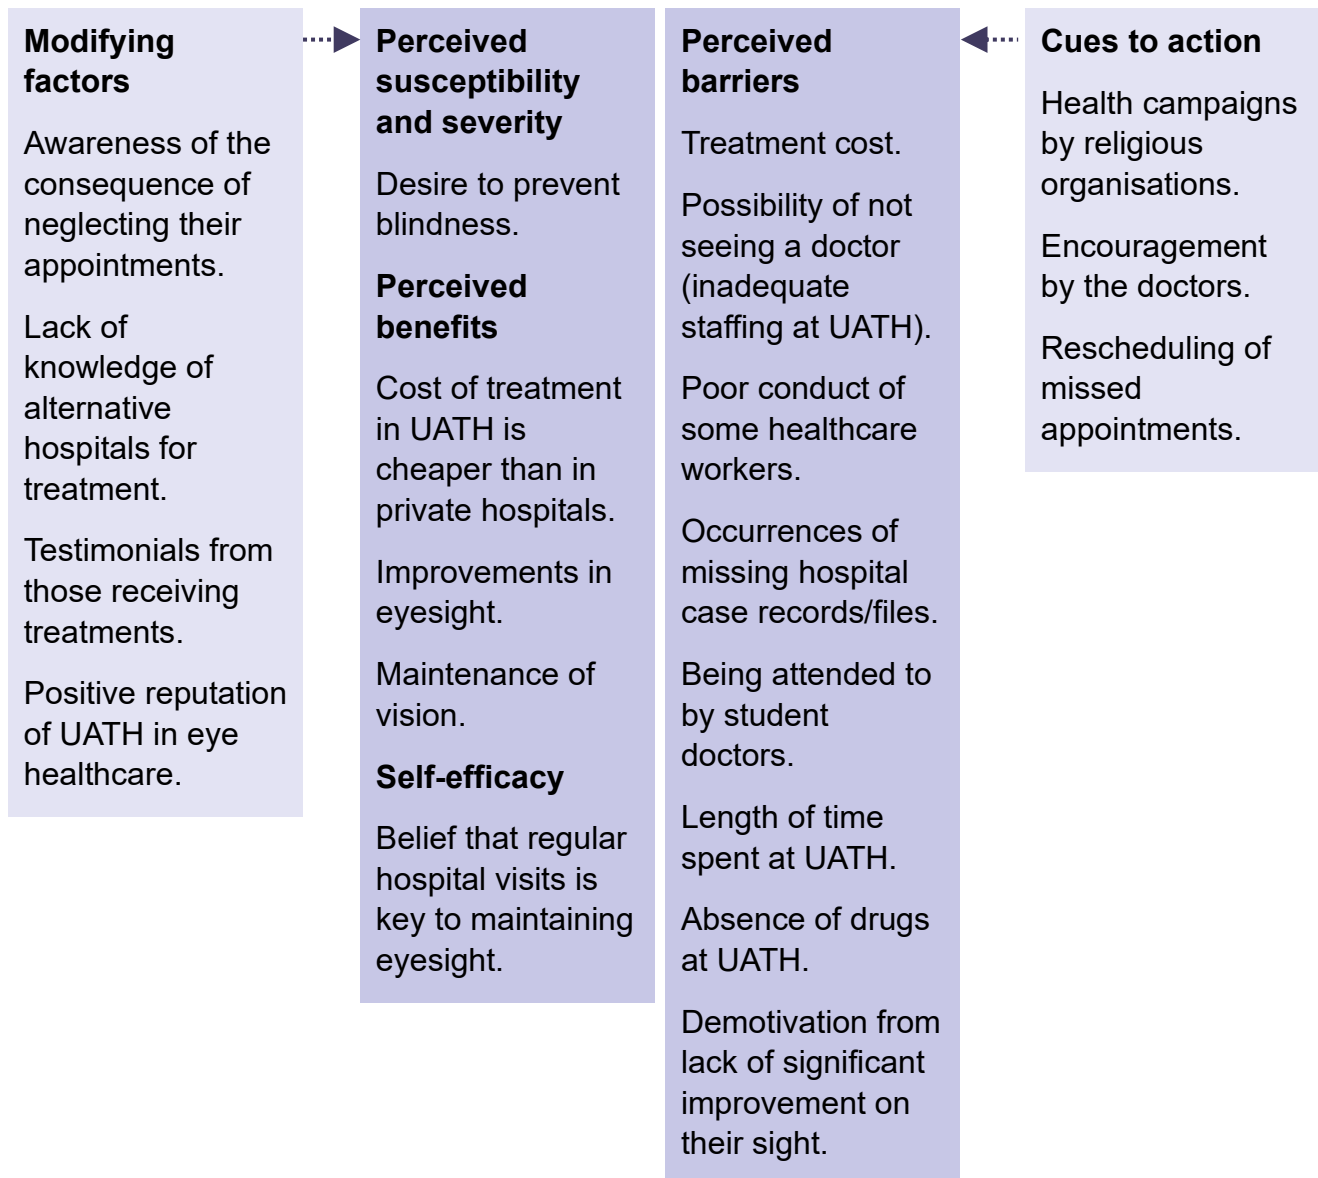 Modifying
factors
Awareness of the
consequence of
neglecting their
appointments.
Lack of
knowledge of
alternative
hospitals for
treatment.
Testimonials from
those receiving
treatments.
Positive reputation
of UATH in eye
healthcare.
Perceived
susceptibility
and severity
Desire to prevent
blindness.
Perceived
benefits
Cost of treatment
in UATH is
cheaper than in
private hospitals.
Improvements in
eyesight.
Maintenance of
vision.
Self-efficacy
Belief that regular
hospital visits is
key to maintaining
eyesight.
Perceived
barriers
Treatment cost.
Possibility of not
seeing a doctor
(inadequate
staffing at UATH).
Poor conduct of
some healthcare
workers.
Occurrences of
missing hospital
case records/files.
Being attended to
by student
doctors.
Length of time
spent at UATH.
Absence of drugs
at UATH.
Demotivation from
lack of significant
improvement on
their sight.
Cues to action
Health campaigns
by religious
organisations.
Encouragement
by the doctors.
Rescheduling of
missed
appointments.